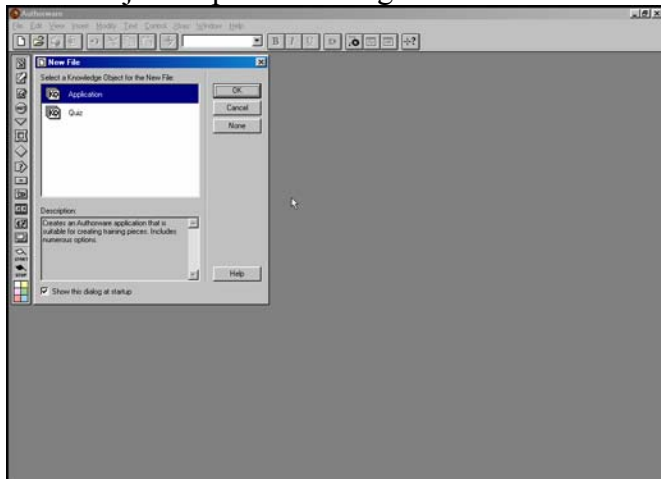 Authorware
File Edit View Insert Modify Text Control Xtras Window Help
B I U
New File
Select a Knowledge Object for the New File:
Application
Quiz
OK
Cancel
None
Description:
Creates an Authorware application that is
suitable for creating training pieces. Includes
numerous options.
Help
Show this dialog at startup
START
STOP